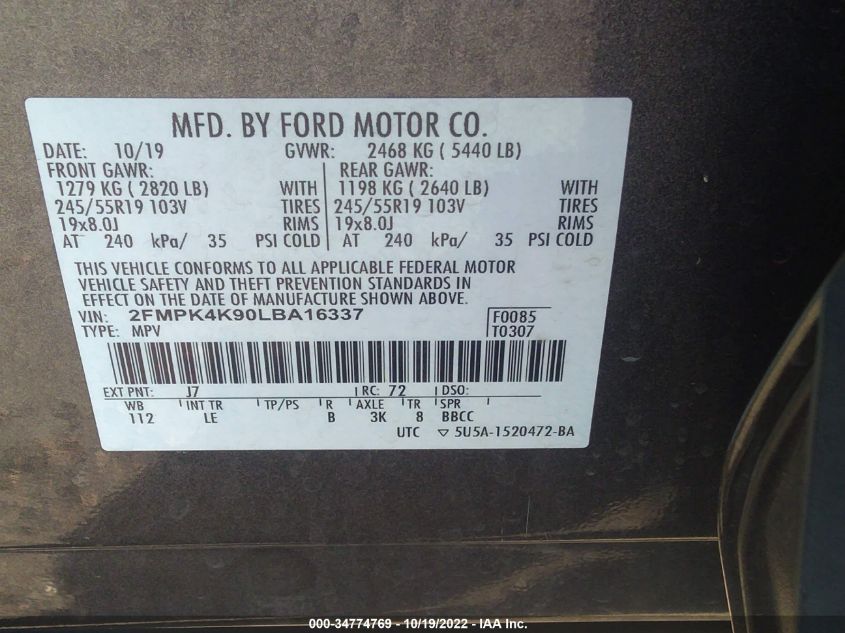 MFD. BY FORD MOTOR CO.
DATE: 10/19 GVWR: 2468 KG ( 5440 LB)
FRONT GAWR: REAR GAWR:
1279 KG ( 2820 LB) WITH 1198 KG ( 2640 LB) WITH
245/55R19 103V TIRES 245/55R19 103V TIRES
19x8.0J RIMS 19x8.0J RIMS
AT 240 kPa/ 35 PSI COLD AT 240 kPa/ 35 PSI COLD
THIS VEHICLE CONFORMS TO ALL APPLICABLE FEDERAL MOTOR
VEHICLE SAFETY AND THEFT PREVENTION STANDARDS IN
EFFECT ON THE DATE OF MANUFACTURE SHOWN ABOVE.
VIN: 2FMPK4K90LBA16337 F0085
TYPE: MPV T0307
EXT PNT: J7 RC: 72 DSO:
WB INT TR TP/PS R AXLE TR SPR
112 LE B 3K 8 BBCC
UTC ▽ 5U5A-1520472-BA
000-34774769 - 10/19/2022 - IAA Inc.